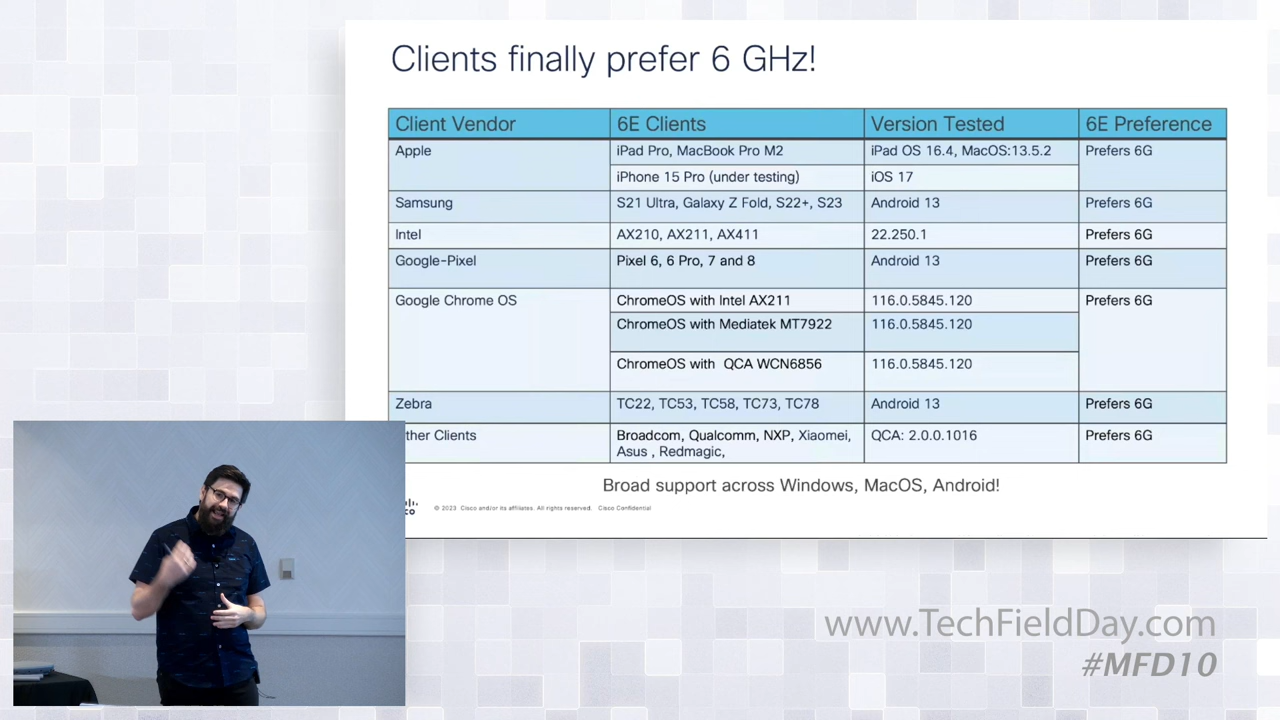 Clients finally prefer 6 GHz!
Client Vendor 6E Clients Version Tested 6E Preference
Apple iPad Pro, MacBook Pro M2 iPad OS 16.4, MacOS:13.5.2 Prefers 6G
iPhone 15 Pro (under testing) iOS 17
Samsung S21 Ultra, Galaxy Z Fold, S22+, S23 Android 13 Prefers 6G
Intel AX210, AX211, AX411 22.250.1 Prefers 6G
Google-Pixel Pixel 6, 6 Pro, 7 and 8 Android 13 Prefers 6G
Google Chrome OS ChromeOS with Intel AX211 116.0.5845.120 Prefers 6G
ChromeOS with Mediatek MT7922 116.0.5845.120
ChromeOS with QCA WCN6856 116.0.5845.120
Zebra TC22, TC53, TC58, TC73, TC78 Android 13 Prefers 6G
ther Clients Broadcom, Qualcomm, NXP, Xiaomei, QCA: 2.0.0.1016 Prefers 6G
Asus , Redmagic,
Broad support across Windows, MacOS, Android!
co © 2023 Cisco and/or its affiliates. All rights reserved. Cisco Confidential
www.TechFieldDay.com
#MFD10